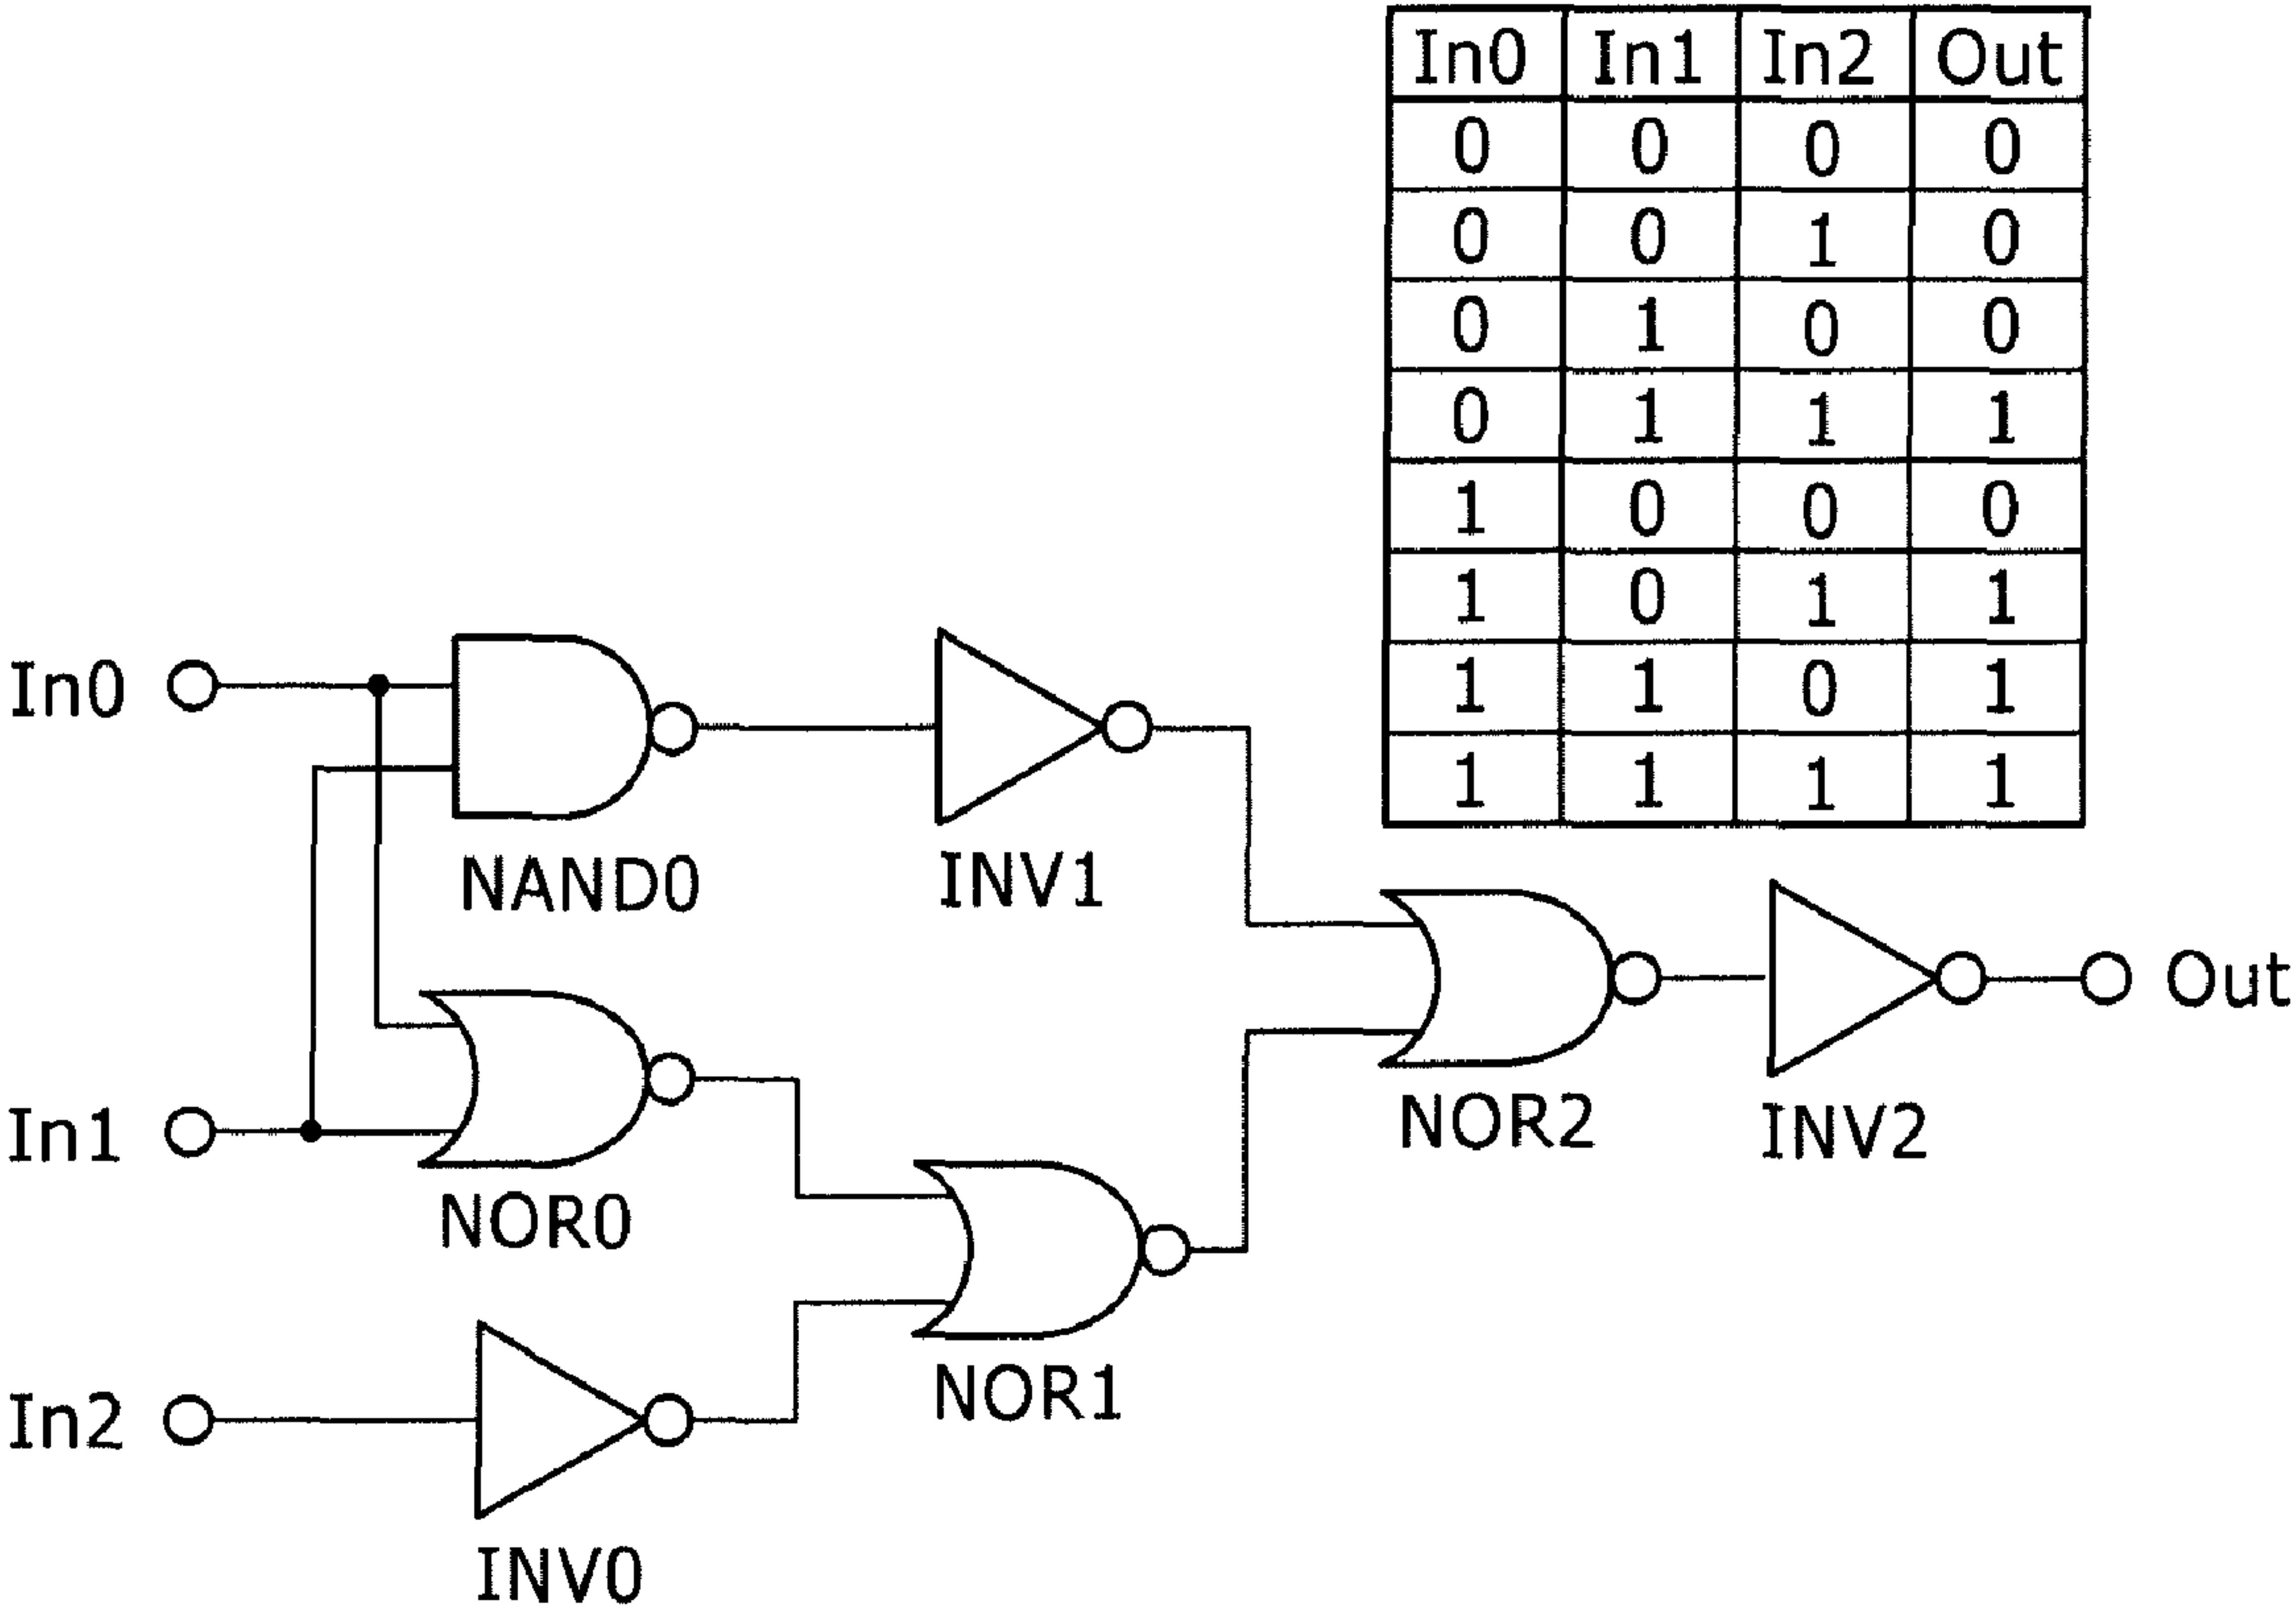 In0 In1 In2 Out
0 0 0 0
0 0 1 0
0 1 0 0
0 1 1 1
1 0 0 0
1 0 1 1
1 1 0 1
1 1 1 1
In0
NAND0
INV1
In1
NOR0
NOR2
INV2
Out
In2
NOR1
INV0